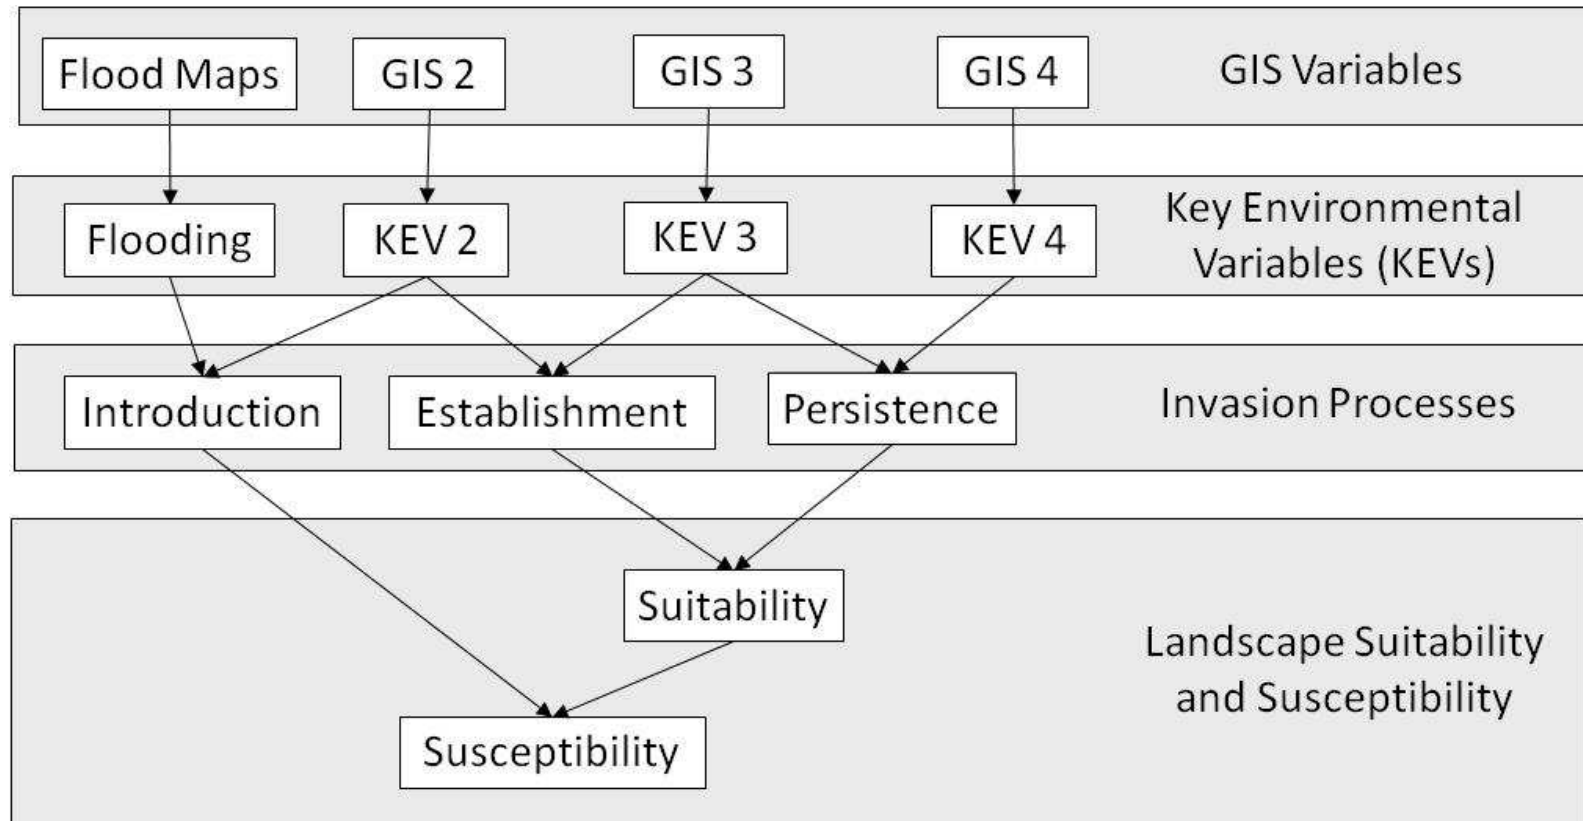 Flood Maps
GIS 2
GIS 3
GIS 4
GIS Variables
Flooding
KEV 2
KEV 3
KEV 4
Key Environmental
Variables (KEVs)
Introduction
Establishment
Persistence
Invasion Processes
Suitability
Susceptibility
Landscape Suitability
and Susceptibility